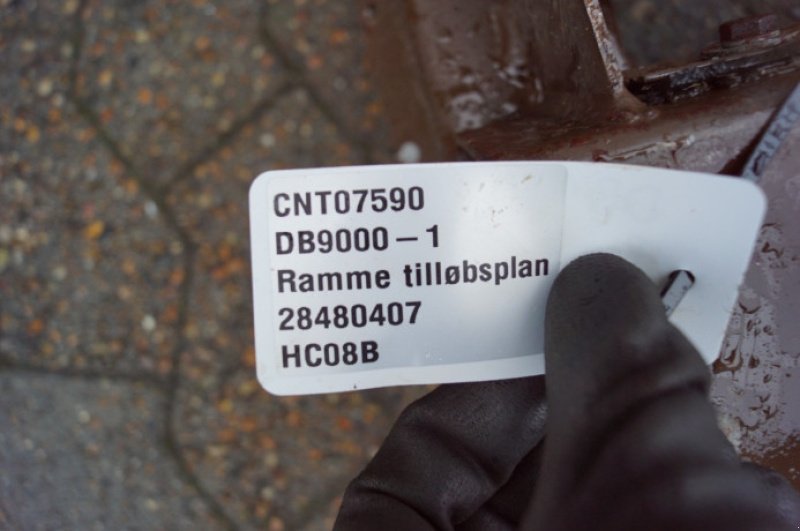 CNT07590
DB9000-1
Ramme tilløbsplan
28480407
HC08B